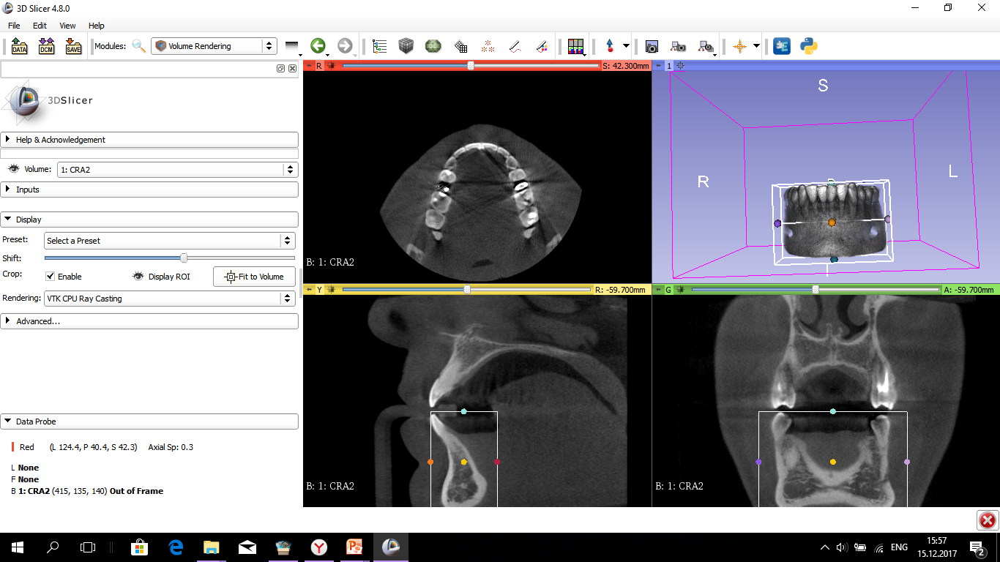 3D Slicer 4.8.0
File Edit View Help
DATA DCM SAVE Modules: Volume Rendering
3DSlicer
Help & Acknowledgement
Volume: 1: CRA2
Inputs
Display
Preset: Select a Preset
Shift:
Crop: Enable Display ROI Fit to Volume
Rendering: VTK CPU Ray Casting
Advanced...
Data Probe
Red (L 124.4, P 40.4, S 42.3) Axial Sp: 0.3
L None
F None
B 1: CRA2 (415, 135, 140) Out of Frame
R S: 42.300mm
B: 1: CRA2
1
S
R
L
I
Y R: -59.700mm
B: 1: CRA2
G A: -59.700mm
B: 1: CRA2
ENG
15:57
15.12.2017
2